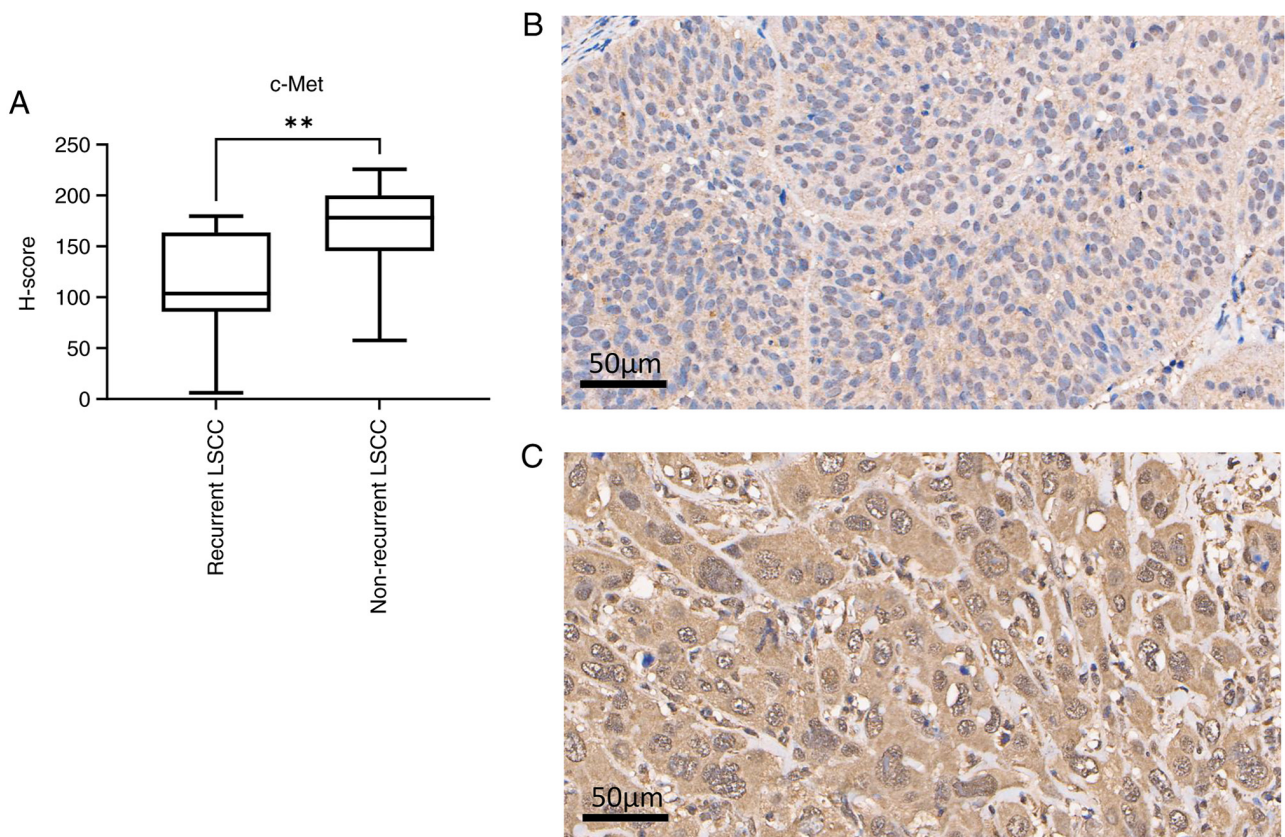 A
c-Met
**
H-score
250
200
150
100
50
0
Recurrent LSCC
Non-recurrent LSCC
B
50µm
C
50µm